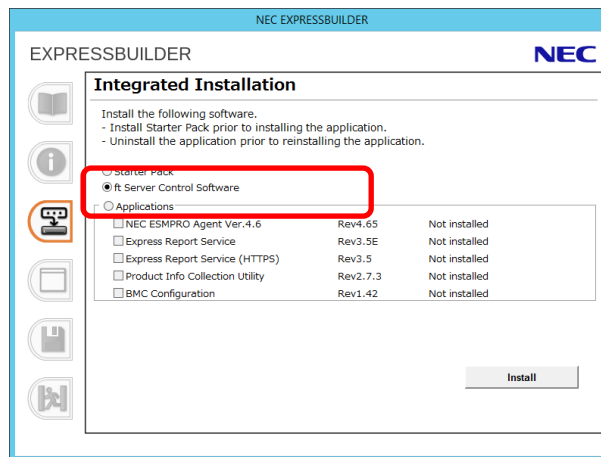 NEC EXPRESSBUILDER
EXPRESSBUILDER
NEC
Integrated Installation
Install the following software.
- Install Starter Pack prior to installing the application.
- Uninstall the application prior to reinstalling the application.
Starter Pack
ft Server Control Software
Applications
NEC ESMPRO Agent Ver.4.6 Rev4.65 Not installed
Express Report Service Rev3.5E Not installed
Express Report Service (HTTPS) Rev3.5 Not installed
Product Info Collection Utility Rev2.7.3 Not installed
BMC Configuration Rev1.42 Not installed
Install